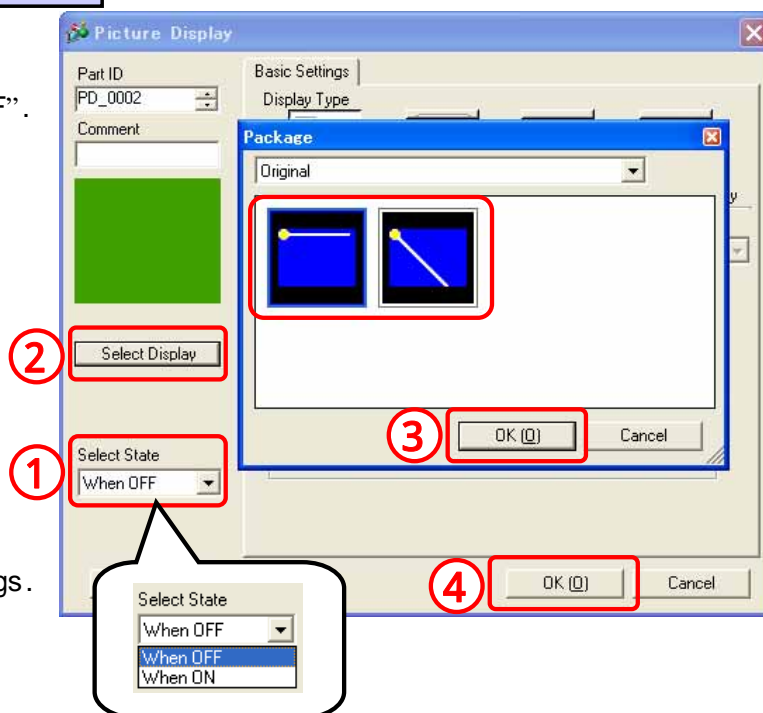 Picture Display
Part ID
PD_0002
Comment
Basic Settings
Display Type
Package
Original
y
F”.
② Select Display
③ OK (O) Cancel
① Select State
When OFF
gs.
④ OK (O) Cancel
Select State
When OFF
When OFF
When ON